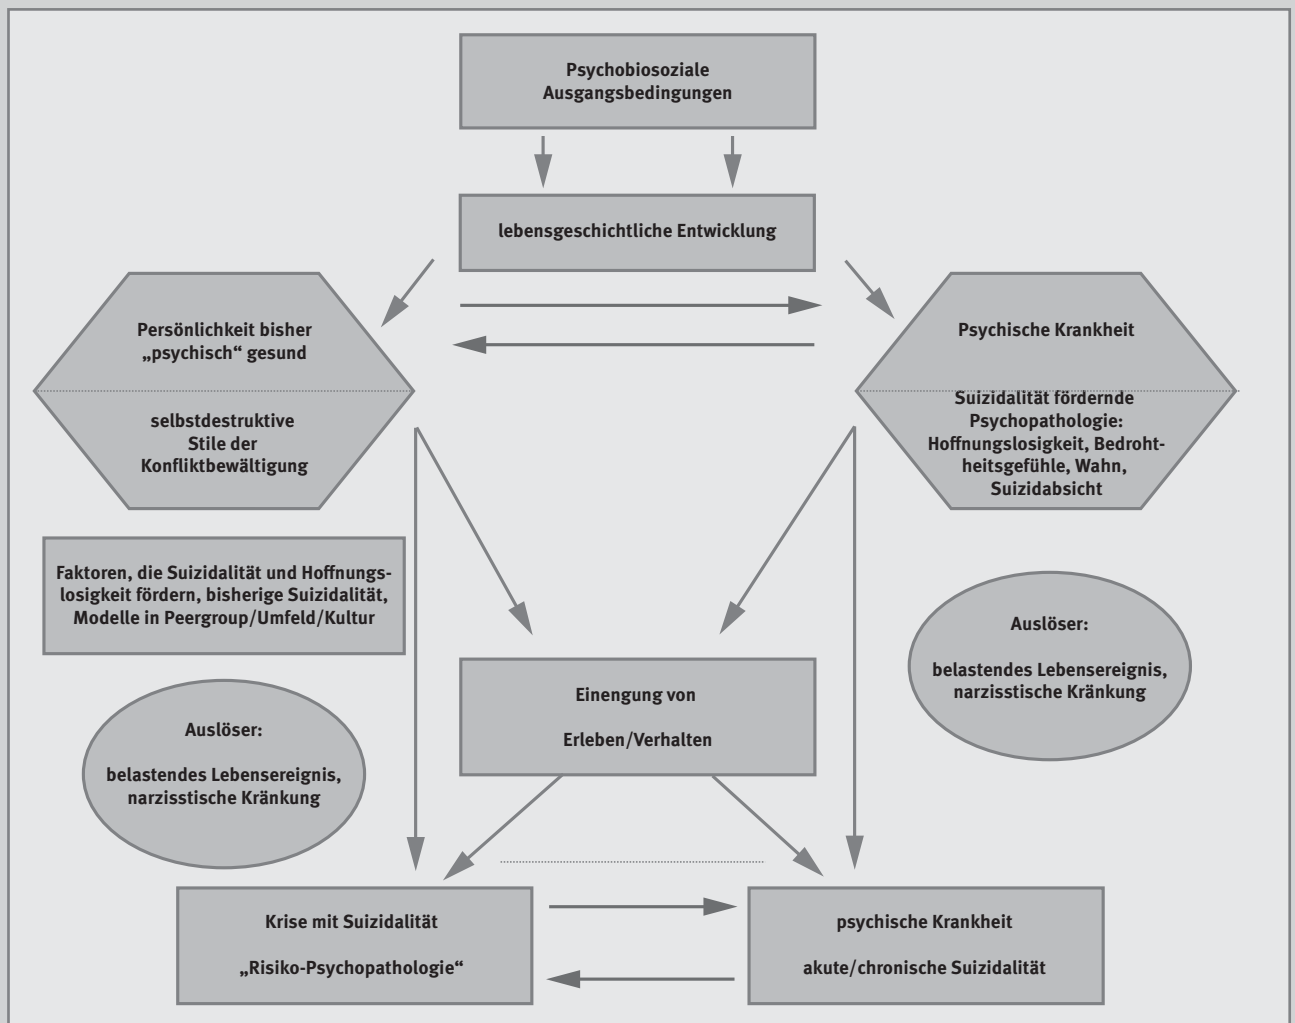 Psychobiosoziale
Ausgangsbedingungen
lebensgeschichtliche Entwicklung
Persönlichkeit bisher
„psychisch“ gesund
selbstdestruktive
Stile der
Konfliktbewältigung
Psychische Krankheit
Suizidalität fördernde
Psychopathologie:
Hoffnungslosigkeit, Bedroht-
heitsgefühle, Wahn,
Suizidabsicht
Faktoren, die Suizidalität und Hoffnungs-
losigkeit fördern, bisherige Suizidalität,
Modelle in Peergroup/Umfeld/Kultur
Auslöser:
belastendes Lebensereignis,
narzisstische Kränkung
Einengung von
Erleben/Verhalten
Auslöser:
belastendes Lebensereignis,
narzisstische Kränkung
Krise mit Suizidalität
„Risiko-Psychopathologie“
psychische Krankheit
akute/chronische Suizidalität